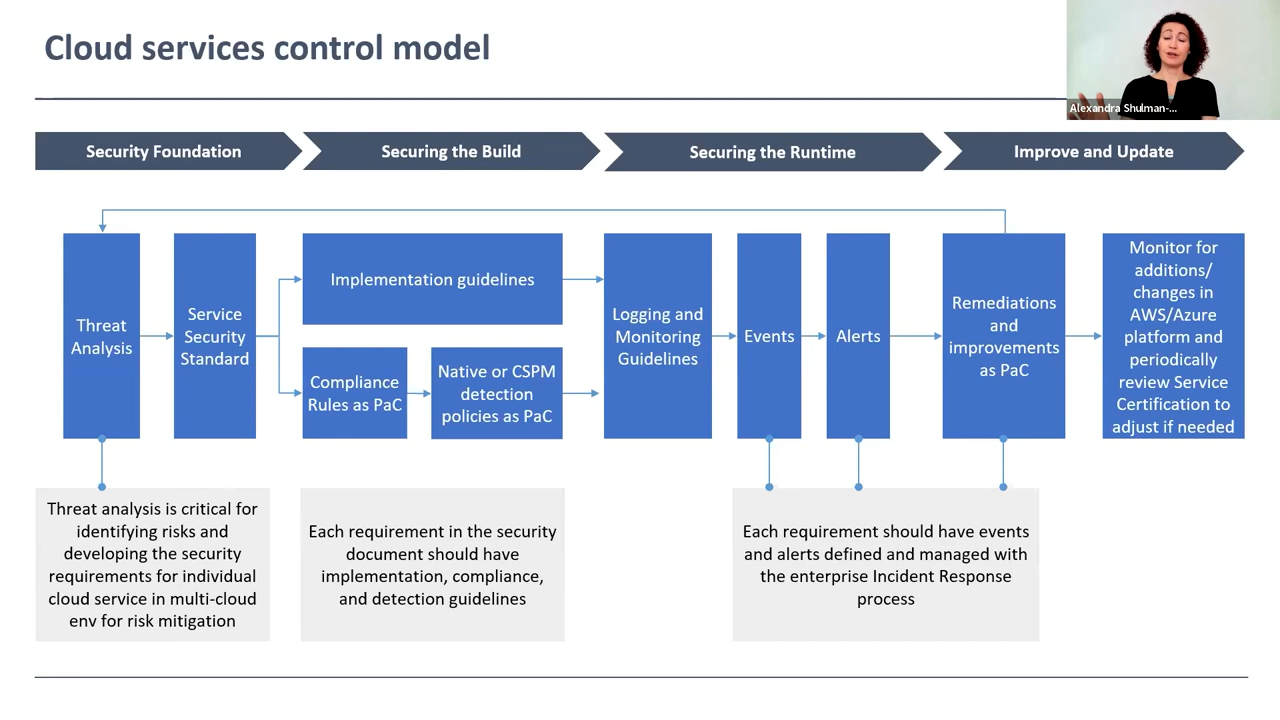 Cloud services control model
Alexandra Shulman-...
Security Foundation
Securing the Build
Securing the Runtime
Improve and Update
Threat
Analysis
Service
Security
Standard
Implementation guidelines
Compliance
Rules as PaC
Native or CSPM
detection
policies as PaC
Logging and
Monitoring
Guidelines
Events
Alerts
Remediations
and
improvements
as PaC
Monitor for
additions/
changes in
AWS/Azure
platform and
periodically
review Service
Certification to
adjust if needed
Threat analysis is critical for
identifying risks and
developing the security
requirements for individual
cloud service in multi-cloud
env for risk mitigation
Each requirement in the security
document should have
implementation, compliance,
and detection guidelines
Each requirement should have events
and alerts defined and managed with
the enterprise Incident Response
process